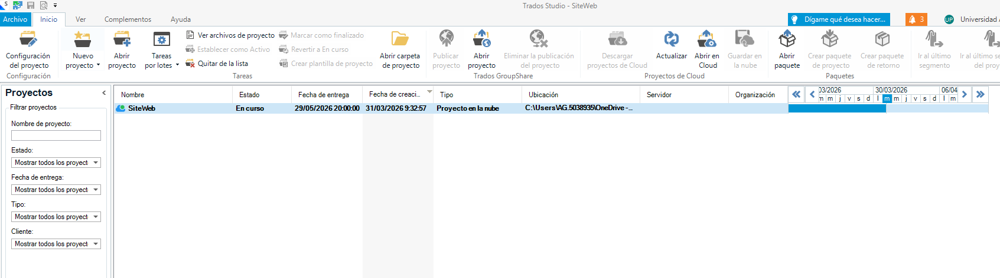 Trados Studio - SiteWeb
Archivo Inicio Ver Complementos Ayuda Dígame qué desea hacer... 3 UP Universidad
Configuración del proyecto
Nuevo proyecto
Abrir proyecto
Tareas por lotes
Ver archivos de proyecto
Establecer como Activo
Quitar de la lista
Marcar como finalizado
Revertir a En curso
Crear plantilla de proyecto
Abrir carpeta de proyecto
Publicar proyecto
Abrir proyecto
Eliminar la publicación del proyecto
Descargar proyectos de Cloud
Actualizar
Abrir en Cloud
Guardar en la nube
Abrir paquete
Crear paquete de proyecto
Crear paquete de retorno
Ir al último segmento
Ir al último se
del proy
Configuración Tareas Trados GroupShare Proyectos de Cloud Paquetes
Proyectos
Filtrar proyectos
Nombre de proyecto:
Estado:
Mostrar todos los proyect
Fecha de entrega:
Mostrar todos los proyect
Tipo:
Mostrar todos los proyect
Cliente:
Mostrar todos los proyect
Nombre Estado Fecha de entrega Fecha de creaci... Tipo Ubicación Servidor Organización
03/2026 30/03/2026 06/04
m m j v s d l m m j v s d l m
SiteWeb En curso 29/05/2026 20:00:00 31/03/2026 9:32:57 Proyecto en la nube C:\Users\AG.5038935\OneDrive -...